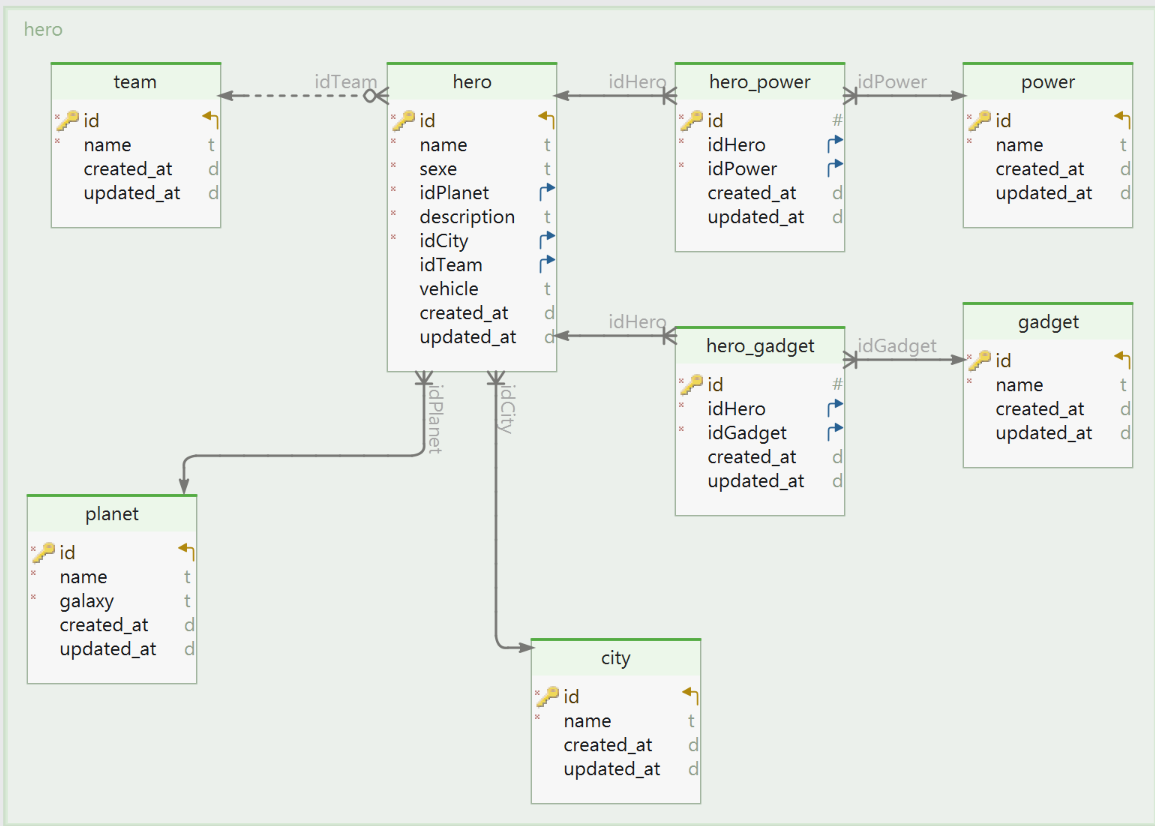 hero
team
id
name t
created_at d
updated_at d
idTeam
hero
id
name t
sexe t
idPlanet
description t
idCity
idTeam
vehicle t
created_at d
updated_at d
idHero
hero_power
id #
idHero
idPower
created_at d
updated_at d
idPower
power
id
name t
created_at d
updated_at d
idHero
hero_gadget
id #
idHero
idGadget
created_at d
updated_at d
idGadget
gadget
id
name t
created_at d
updated_at d
idPlanet
idCity
planet
id
name t
galaxy t
created_at d
updated_at d
city
id
name t
created_at d
updated_at d